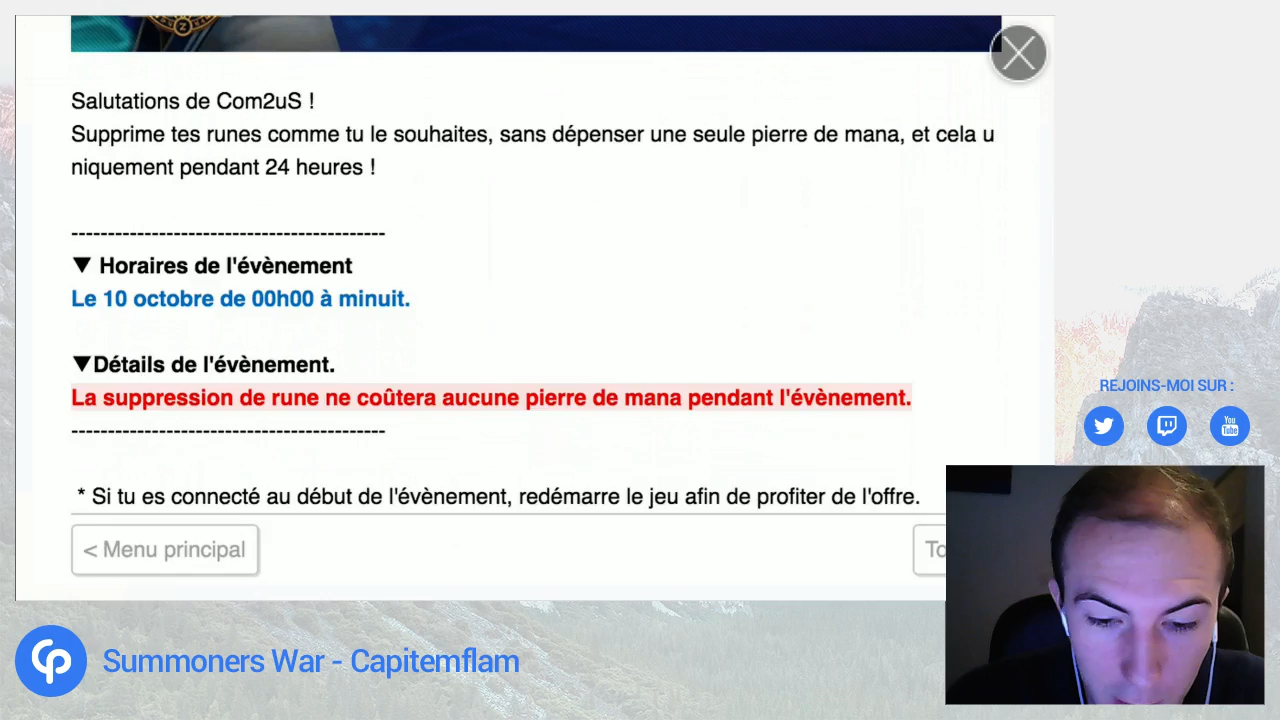 Salutations de Com2uS !
Supprime tes runes comme tu le souhaites, sans dépenser une seule pierre de mana, et cela u
niquement pendant 24 heures !
-------------------------------------------
▼ Horaires de l'évènement
Le 10 octobre de 00h00 à minuit.
▼Détails de l'évènement.
La suppression de rune ne coûtera aucune pierre de mana pendant l'évènement.
-------------------------------------------
* Si tu es connecté au début de l'évènement, redémarre le jeu afin de profiter de l'offre.
< Menu principal
REJOINS-MOI SUR :
You Tube
Summoners War - Capitemflam